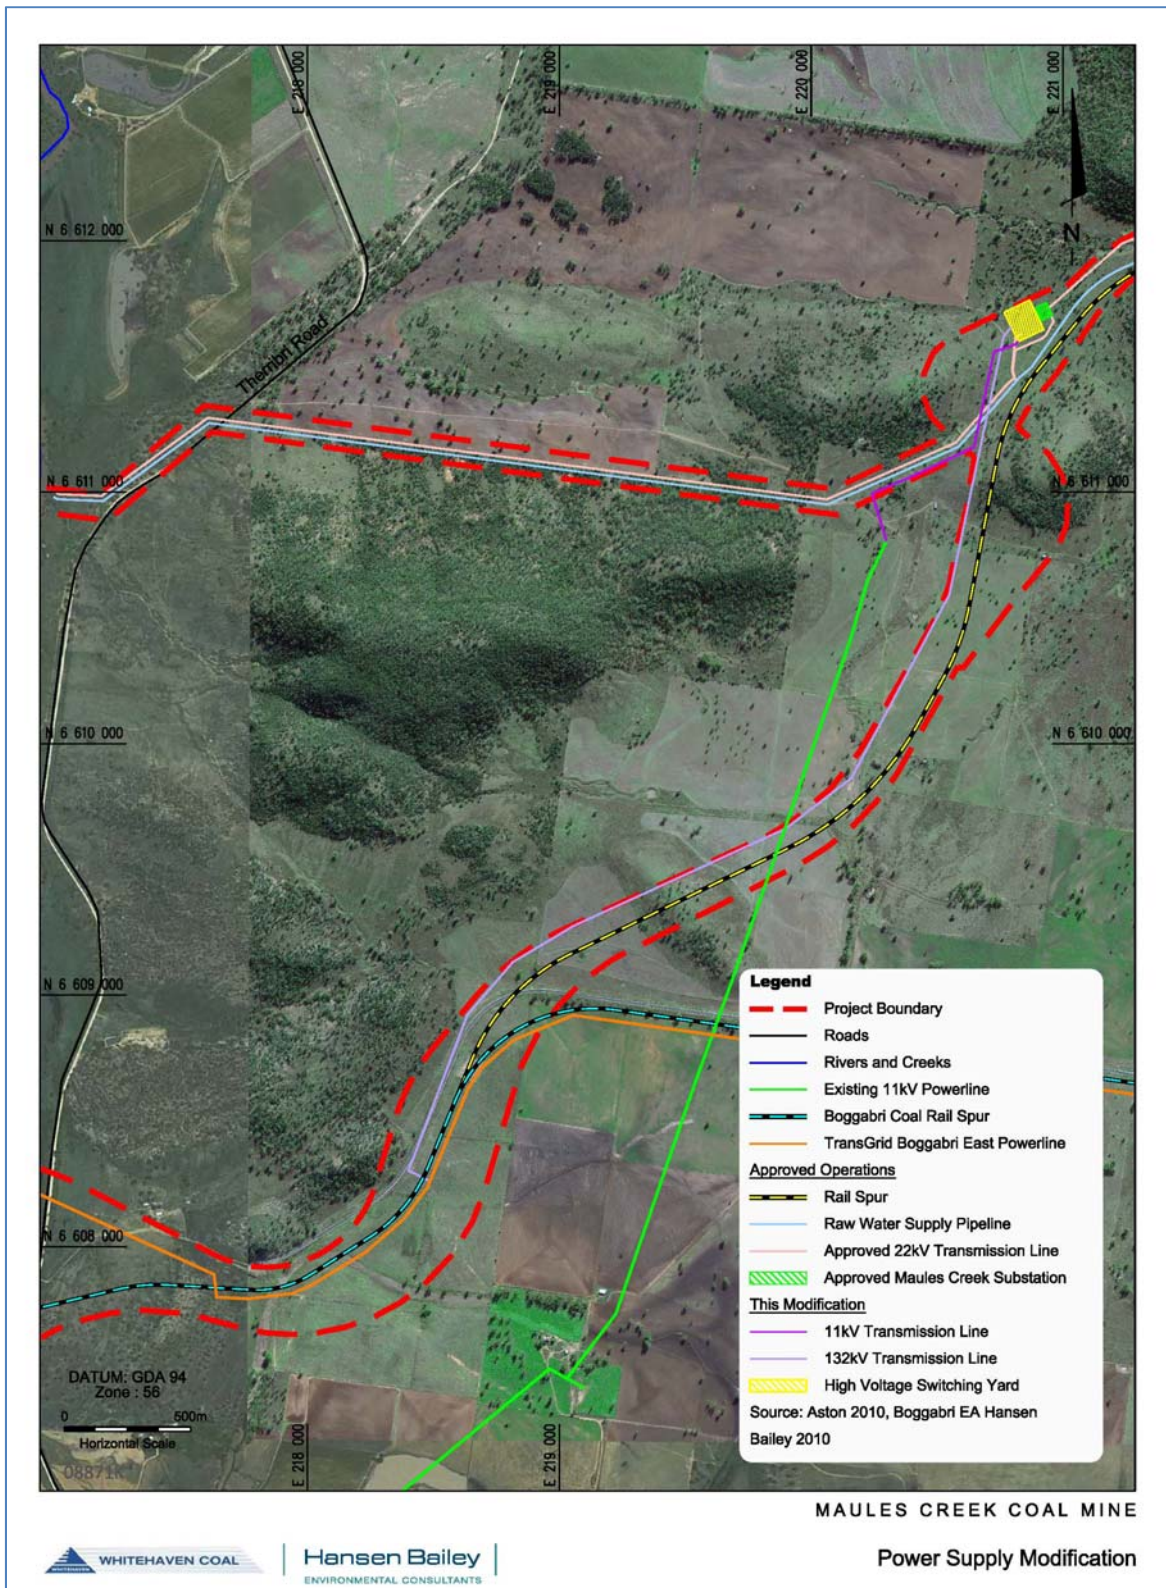 E 218 000
E 219 000
E 220 000
E 221 000
N 6 612 000
N
Therribri Road
N 6 611 000
N 6 611 000
N 6 610 000
N 6 610 000
N 6 609 000
N 6 608 000
Legend
Project Boundary
Roads
Rivers and Creeks
Existing 11kV Powerline
Boggabri Coal Rail Spur
TransGrid Boggabri East Powerline
Approved Operations
Rail Spur
Raw Water Supply Pipeline
Approved 22kV Transmission Line
Approved Maules Creek Substation
This Modification
11kV Transmission Line
132kV Transmission Line
High Voltage Switching Yard
Source: Aston 2010, Boggabri EA Hansen
Bailey 2010
DATUM: GDA 94
Zone : 56
0 500m
Horizontal Scale
E 218 000
E 219 000
MAULES CREEK COAL MINE
WHITEHAVEN
WHITEHAVEN COAL
Hansen Bailey
ENVIRONMENTAL CONSULTANTS
Power Supply Modification